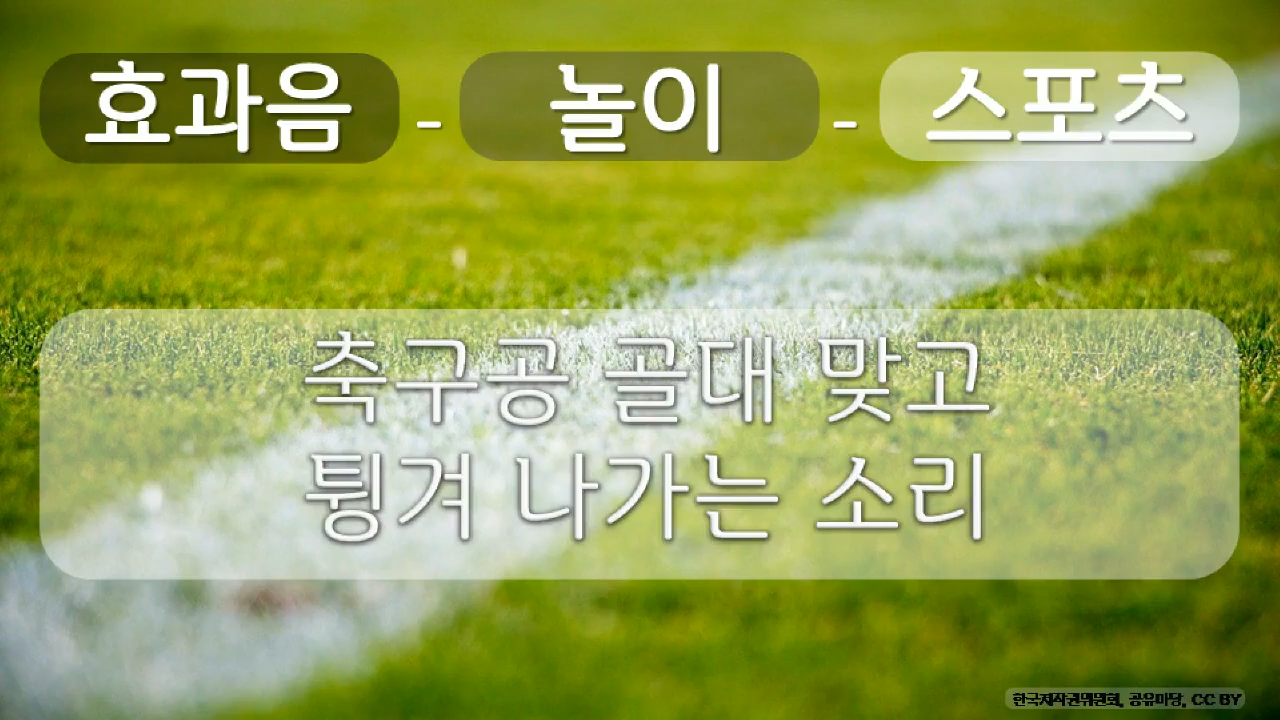 효과음 - 놀이 - 스포츠
축구공 골대 맞고
튕겨 나가는 소리
한국저작권위원회, 공유마당, CC BY